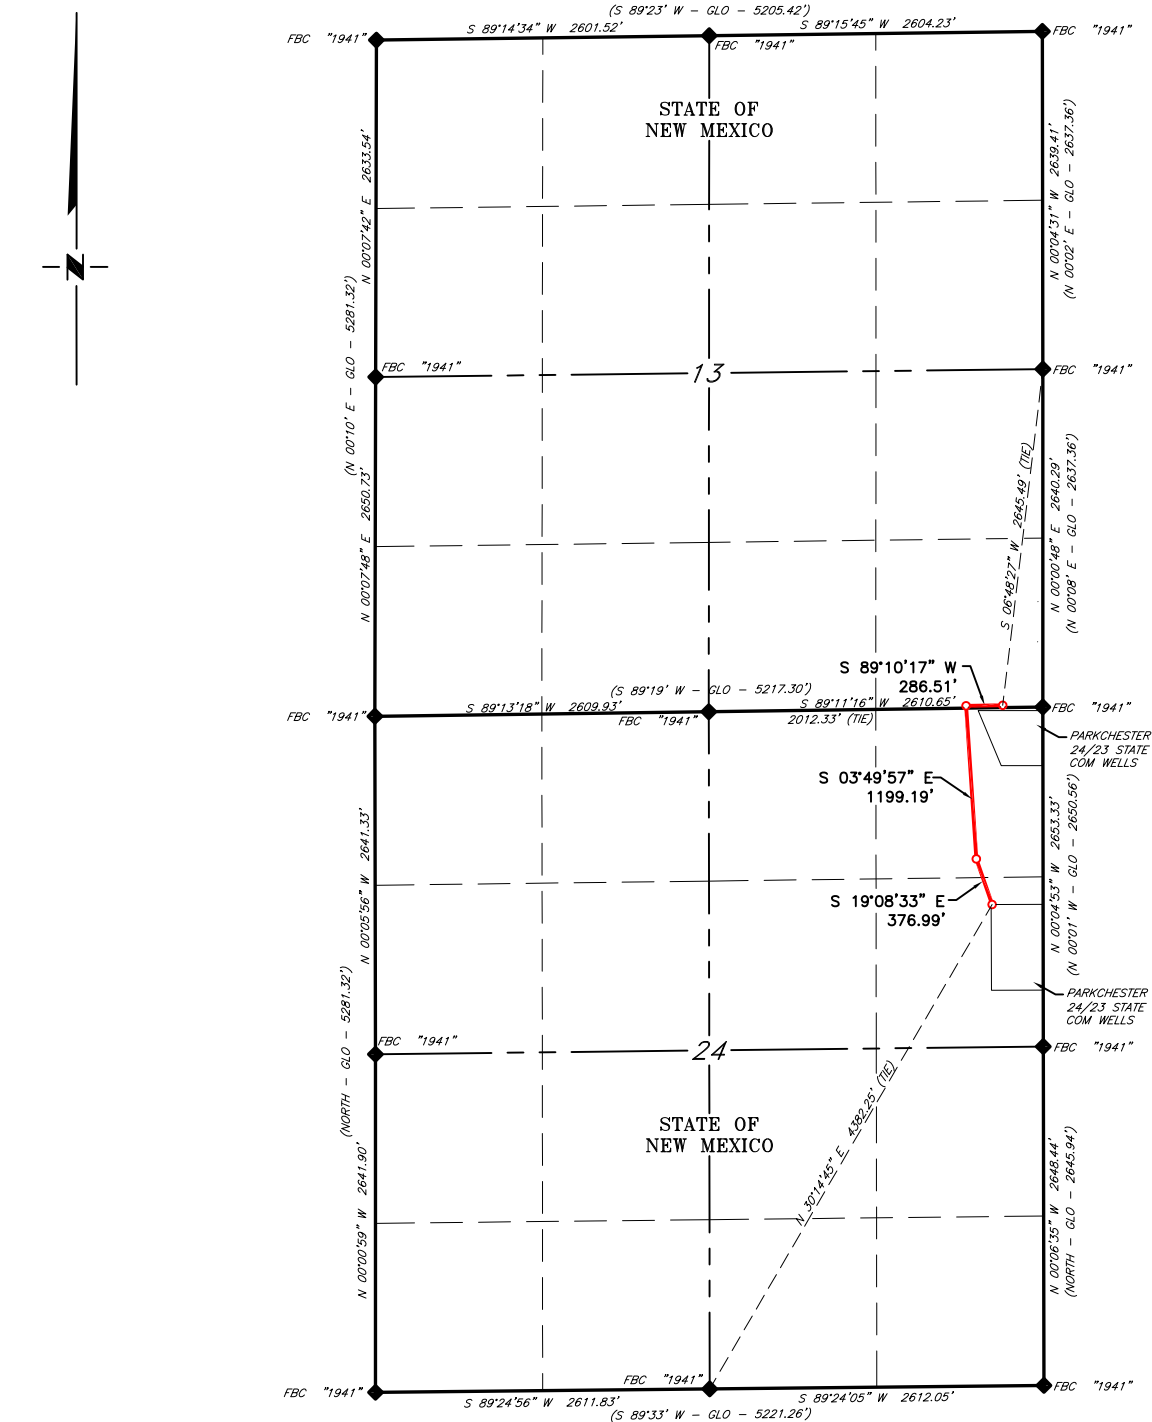 (S 89°23' W - GLO - 5205.42')
S 89°14'34" W 2601.52'
S 89°15'45" W 2604.23'
FBC "1941"
FBC "1941"
FBC "1941"
STATE OF
NEW MEXICO
N 00°07'42" E 2633.54'
(N 00°10' E - GLO - 5281.32')
N 00°04'31" W 2639.41'
(N 00°02' E - GLO - 2637.36')
N
FBC "1941"
13
FBC "1941"
N 00°07'48" E 2650.73'
S 06°48'27" W 2645.49' (TIE)
N 00°00'48" E 2640.29'
(N 00°08' E - GLO - 2637.36')
S 89°10'17" W
286.51'
(S 89°19' W - GLO - 5217.30')
S 89°13'18" W 2609.93'
S 89°11'16" W 2610.65'
FBC "1941"
FBC "1941"
2012.33' (TIE)
FBC "1941"
PARKCHESTER
24/23 STATE
COM WELLS
S 03°49'57" E
1199.19'
N 00°05'56" W 2641.33'
(NORTH - GLO - 5281.32')
N 00°04'53" W 2653.33'
(N 00°01' W - GLO - 2650.56')
S 19°08'33" E
376.99'
PARKCHESTER
24/23 STATE
COM WELLS
FBC "1941"
24
FBC "1941"
N 30°14'45" E 4382.25' (TIE)
STATE OF
NEW MEXICO
N 00°00'59" W 2641.90'
N 00°06'35" W 2648.44'
(NORTH - GLO - 2645.94')
FBC "1941"
FBC "1941"
FBC "1941"
S 89°24'56" W 2611.83'
S 89°24'05" W 2612.05'
(S 89°33' W - GLO - 5221.26')